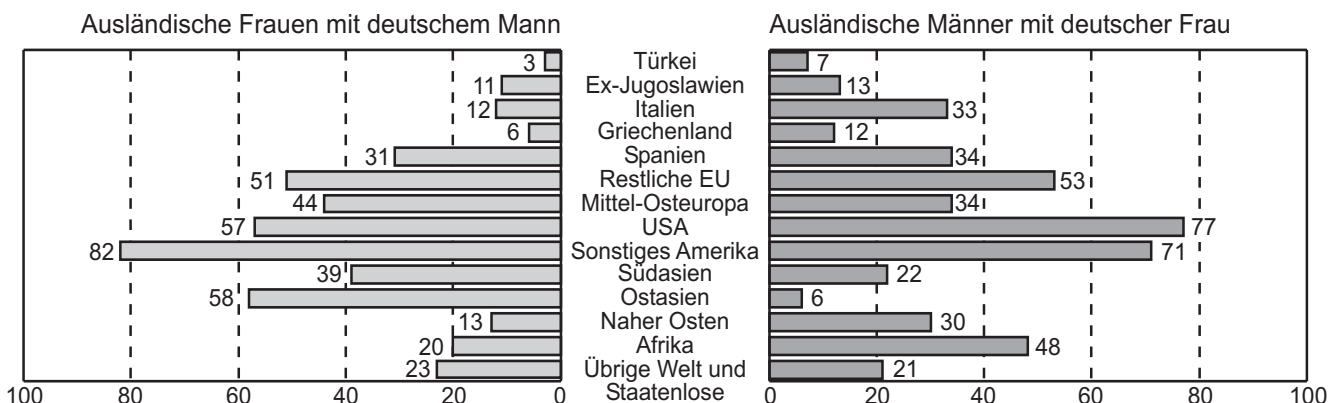 Ausländische Frauen mit deutschem Mann Ausländische Männer mit deutscher Frau
3 Türkei 7
11 Ex-Jugoslawien 13
12 Italien 33
6 Griechenland 12
31 Spanien 34
51 Restliche EU 53
44 Mittel-Osteuropa 34
57 USA 77
82 Sonstiges Amerika 71
39 Südasien 22
58 Ostasien 6
13 Naher Osten 30
20 Afrika 48
23 Übrige Welt und 21
Staatenlose
100 80 60 40 20 0 0 20 40 60 80 100